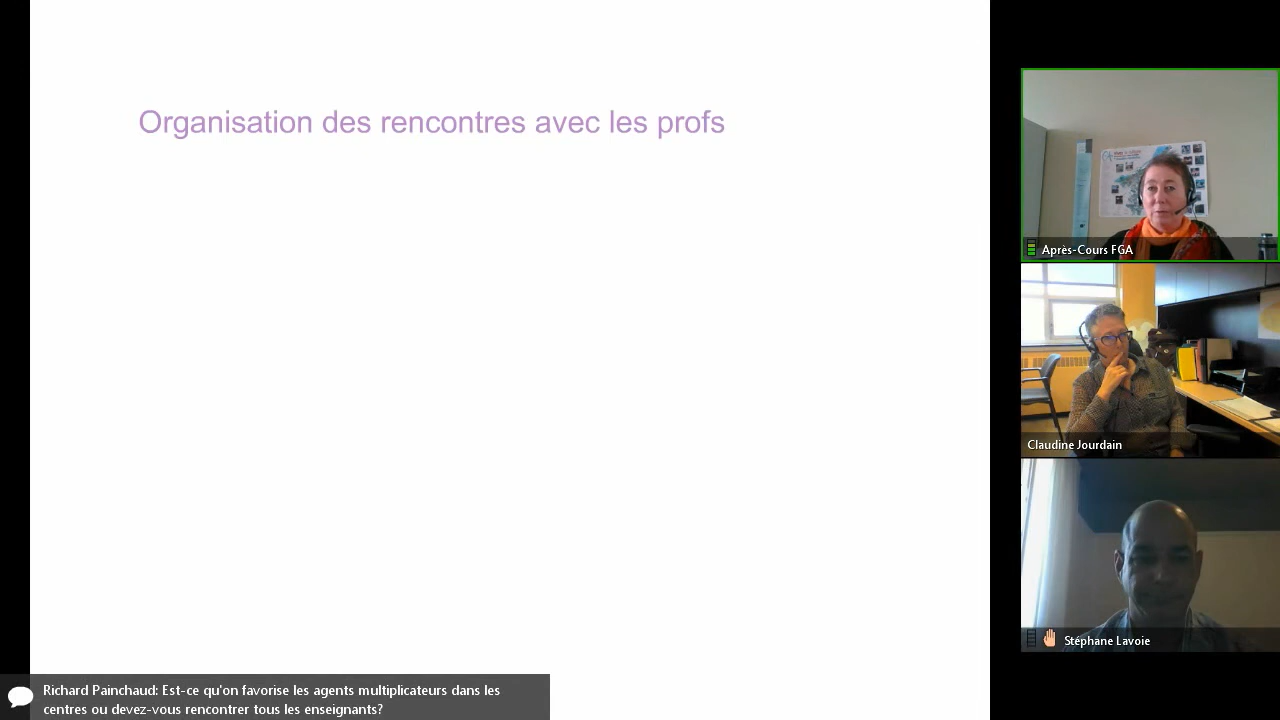 Organisation des rencontres avec les profs
Après-Cours FGA
Claudine Jourdain
Stéphane Lavoie
Richard Painchaud: Est-ce qu'on favorise les agents multiplicateurs dans les
centres ou devez-vous rencontrer tous les enseignants?